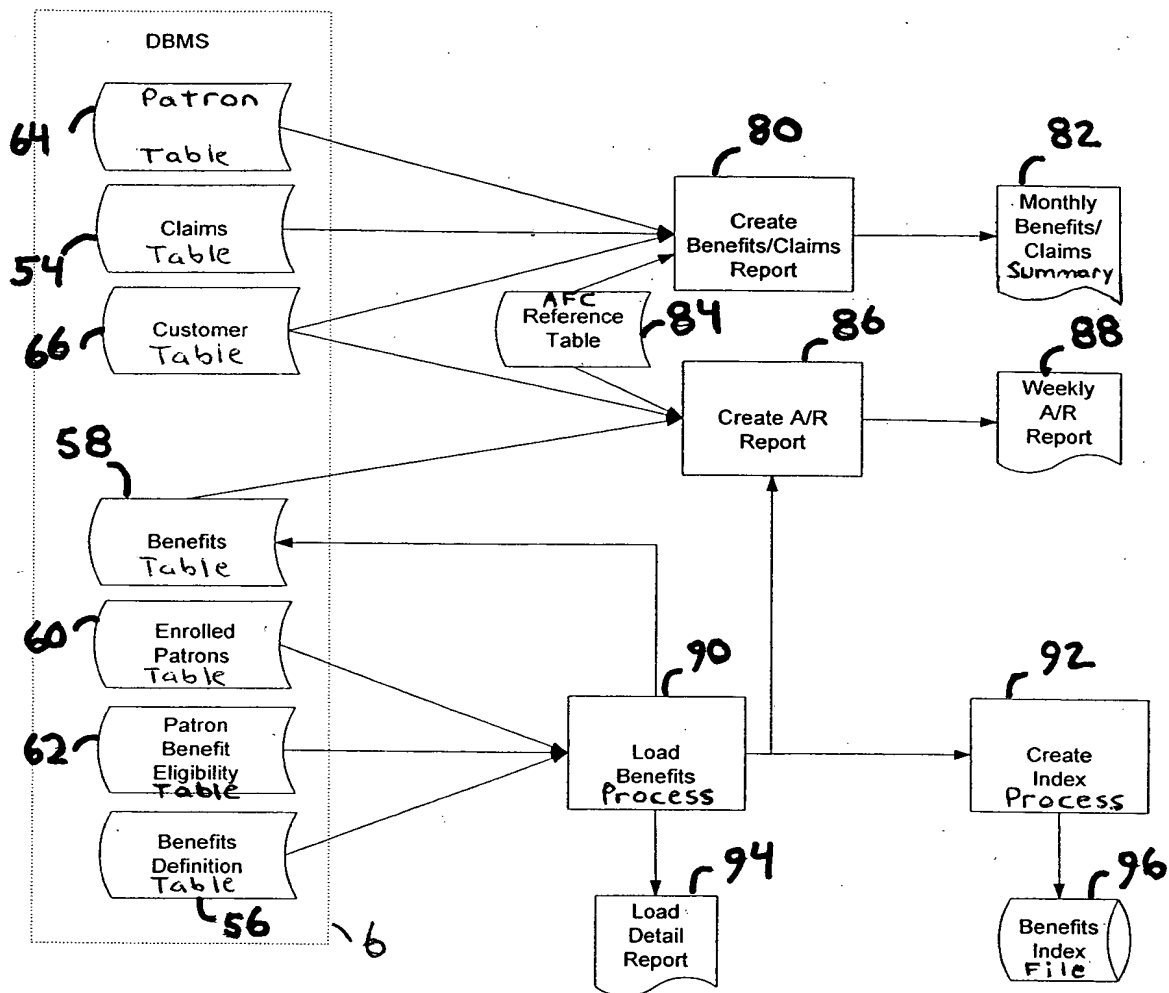 DBMS
64
Patron
Table
54
Claims
Table
66
Customer
Table
80
Create
Benefits/Claims
Report
82
Monthly
Benefits/
Claims
Summary
AFC
Reference
Table
84
86
Create A/R
Report
88
Weekly
A/R
Report
58
Benefits
Table
60
Enrolled
Patrons
Table
62
Patron
Benefit
Eligibility
Table
Benefits
Definition
Table
56
6
90
Load
Benefits
Process
92
Create
Index
Process
94
Load
Detail
Report
96
Benefits
Index
File